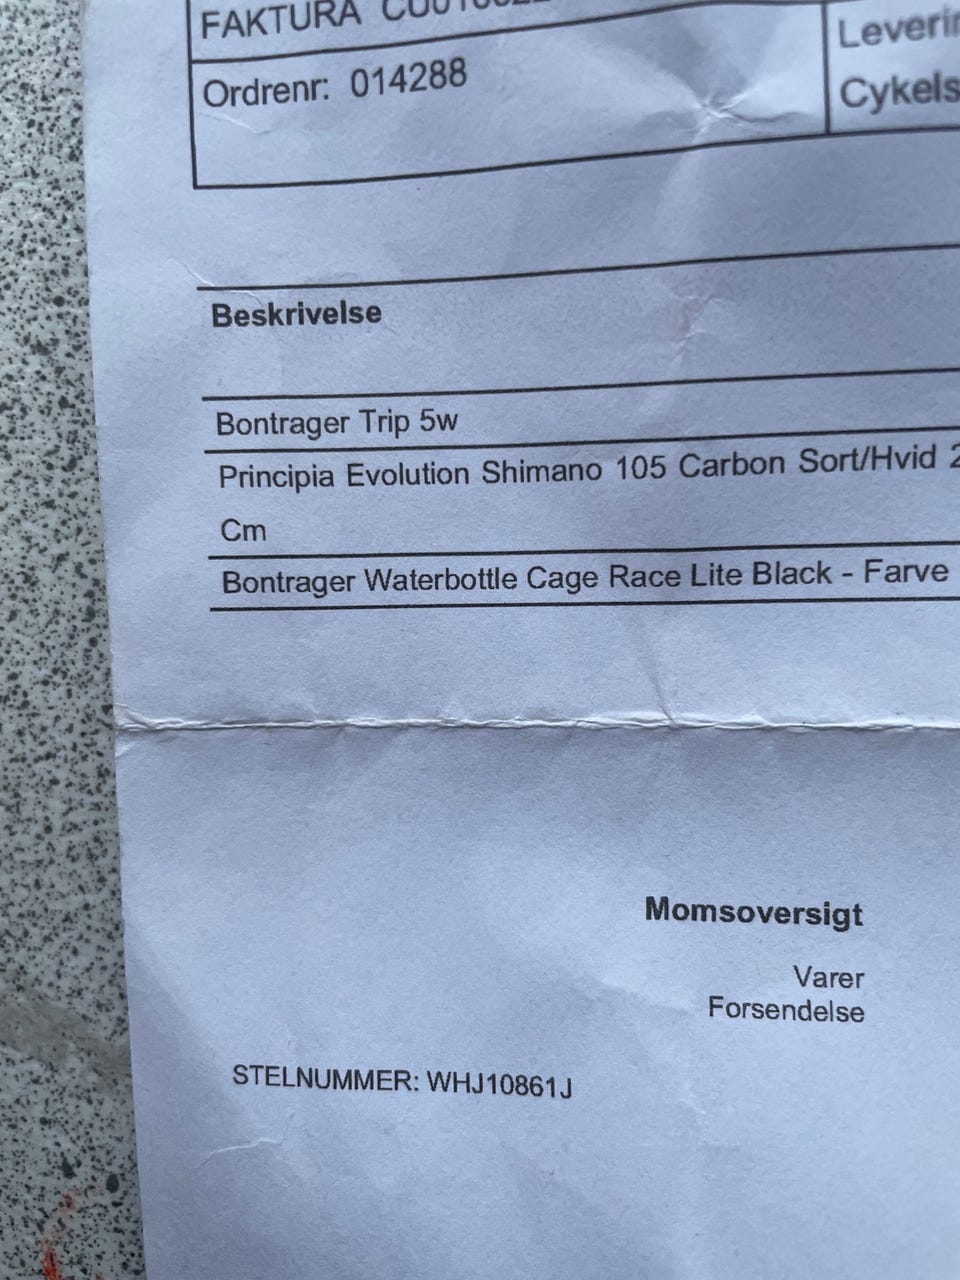 FAKTURA
Ordrenr: 014288
Beskrivelse
Bontrager Trip 5w
Principia Evolution Shimano 105 Carbon Sort/Hvid
Cm
Bontrager Waterbottle Cage Race Lite Black - Farve
Momsoversigt
Varer
Forsendelse
STELNUMMER: WHJ10861J